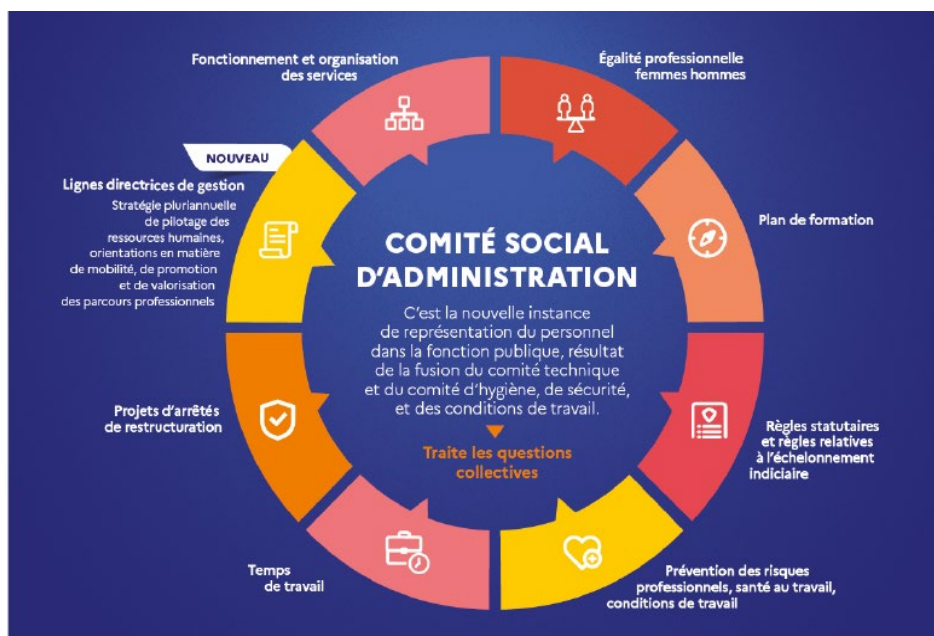 Fonctionnement et organisation
des services
Égalité professionnelle
femmes hommes
NOUVEAU
Lignes directrices de gestion
Stratégie pluriannuelle
de pilotage des
ressources humaines,
orientations en matière
de mobilité, de promotion
et de valorisation
des parcours professionnels
Plan de formation
COMITÉ SOCIAL
D'ADMINISTRATION
C'est la nouvelle instance
de représentation du personnel
dans la fonction publique, résultat
de la fusion du comité technique
et du comité d'hygiène, de sécurité,
et des conditions de travail.
Traite les questions
collectives
Projets d'arrêtés
de restructuration
Règles statutaires
et règles relatives
à l'échelonnement
indiciaire
Temps
de travail
Prévention des risques
professionnels, santé au travail,
conditions de travail